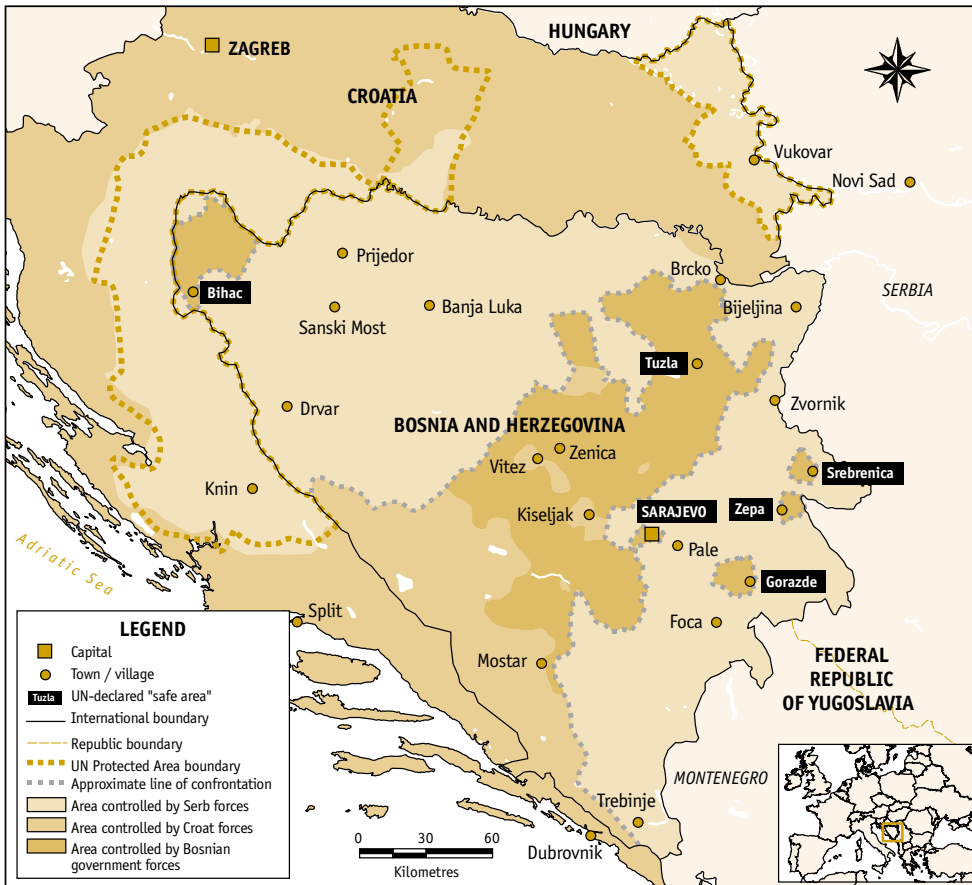 HUNGARY
ZAGREB
CROATIA
Vukovar
Novi Sad
Prijedor
Brcko
SERBIA
Bihac
Sanski Most
Banja Luka
Bijeljina
Tuzla
Drvar
Zvornik
BOSNIA AND HERZEGOVINA
Zenica
Vitez
Srebrenica
Knin
Kiseljak
SARAJEVO
Zepa
Pale
Adriatic Sea
Gorazde
Split
Foca
Mostar
FEDERAL
REPUBLIC
OF YUGOSLAVIA
MONTENEGRO
Trebinje
Dubrovnik
LEGEND
Capital
Town / village
Tuzla UN-declared "safe area"
International boundary
Republic boundary
UN Protected Area boundary
Approximate line of confrontation
Area controlled by Serb forces
Area controlled by Croat forces
Area controlled by Bosnian
government forces
0 30 60
Kilometres